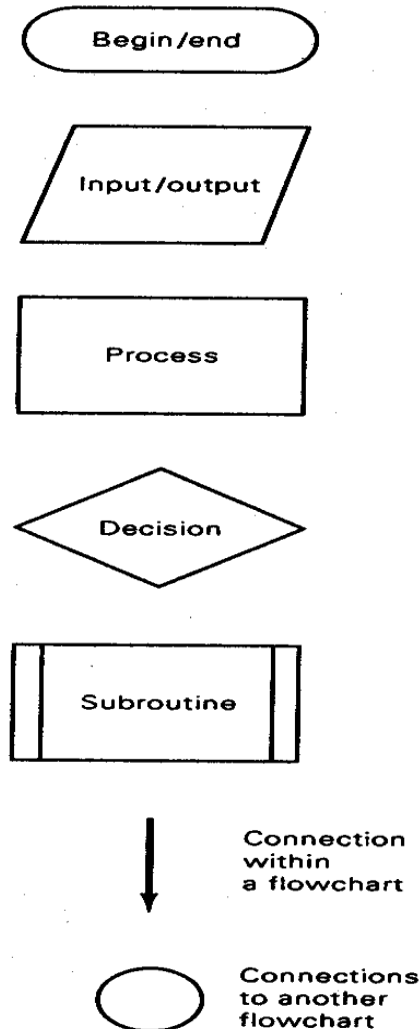 Begin/end
Input/output
Process
Decision
Subroutine
Connection
within
a flowchart
Connections
to another
flowchart